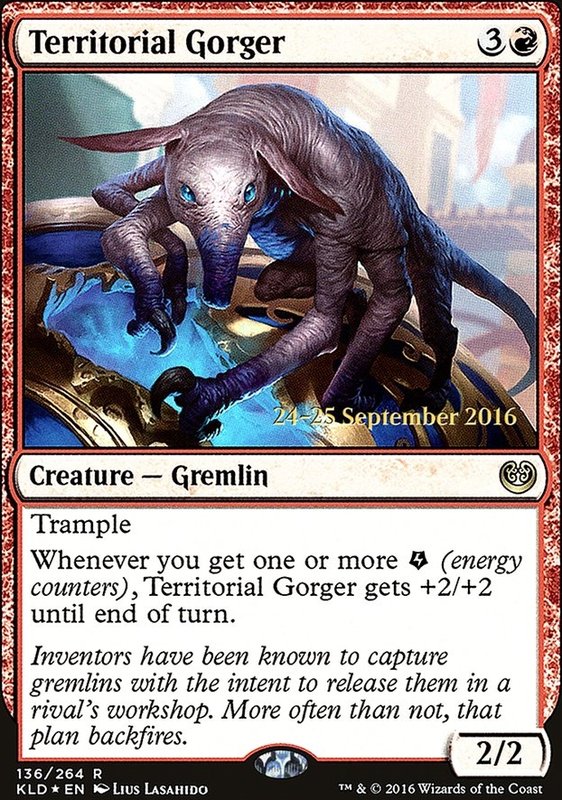 Territorial Gorger 3
24-25 September 2016
Creature — Gremlin
Trample
Whenever you get one or more (energy
counters), Territorial Gorger gets +2/+2
until end of turn.
Inventors have been known to capture
gremlins with the intent to release them in a
rival's workshop. More often than not, that
plan backfires.
2/2
136/264 R
KLD ★ EN Lius Lasahido
™ & © 2016 Wizards of the Coast